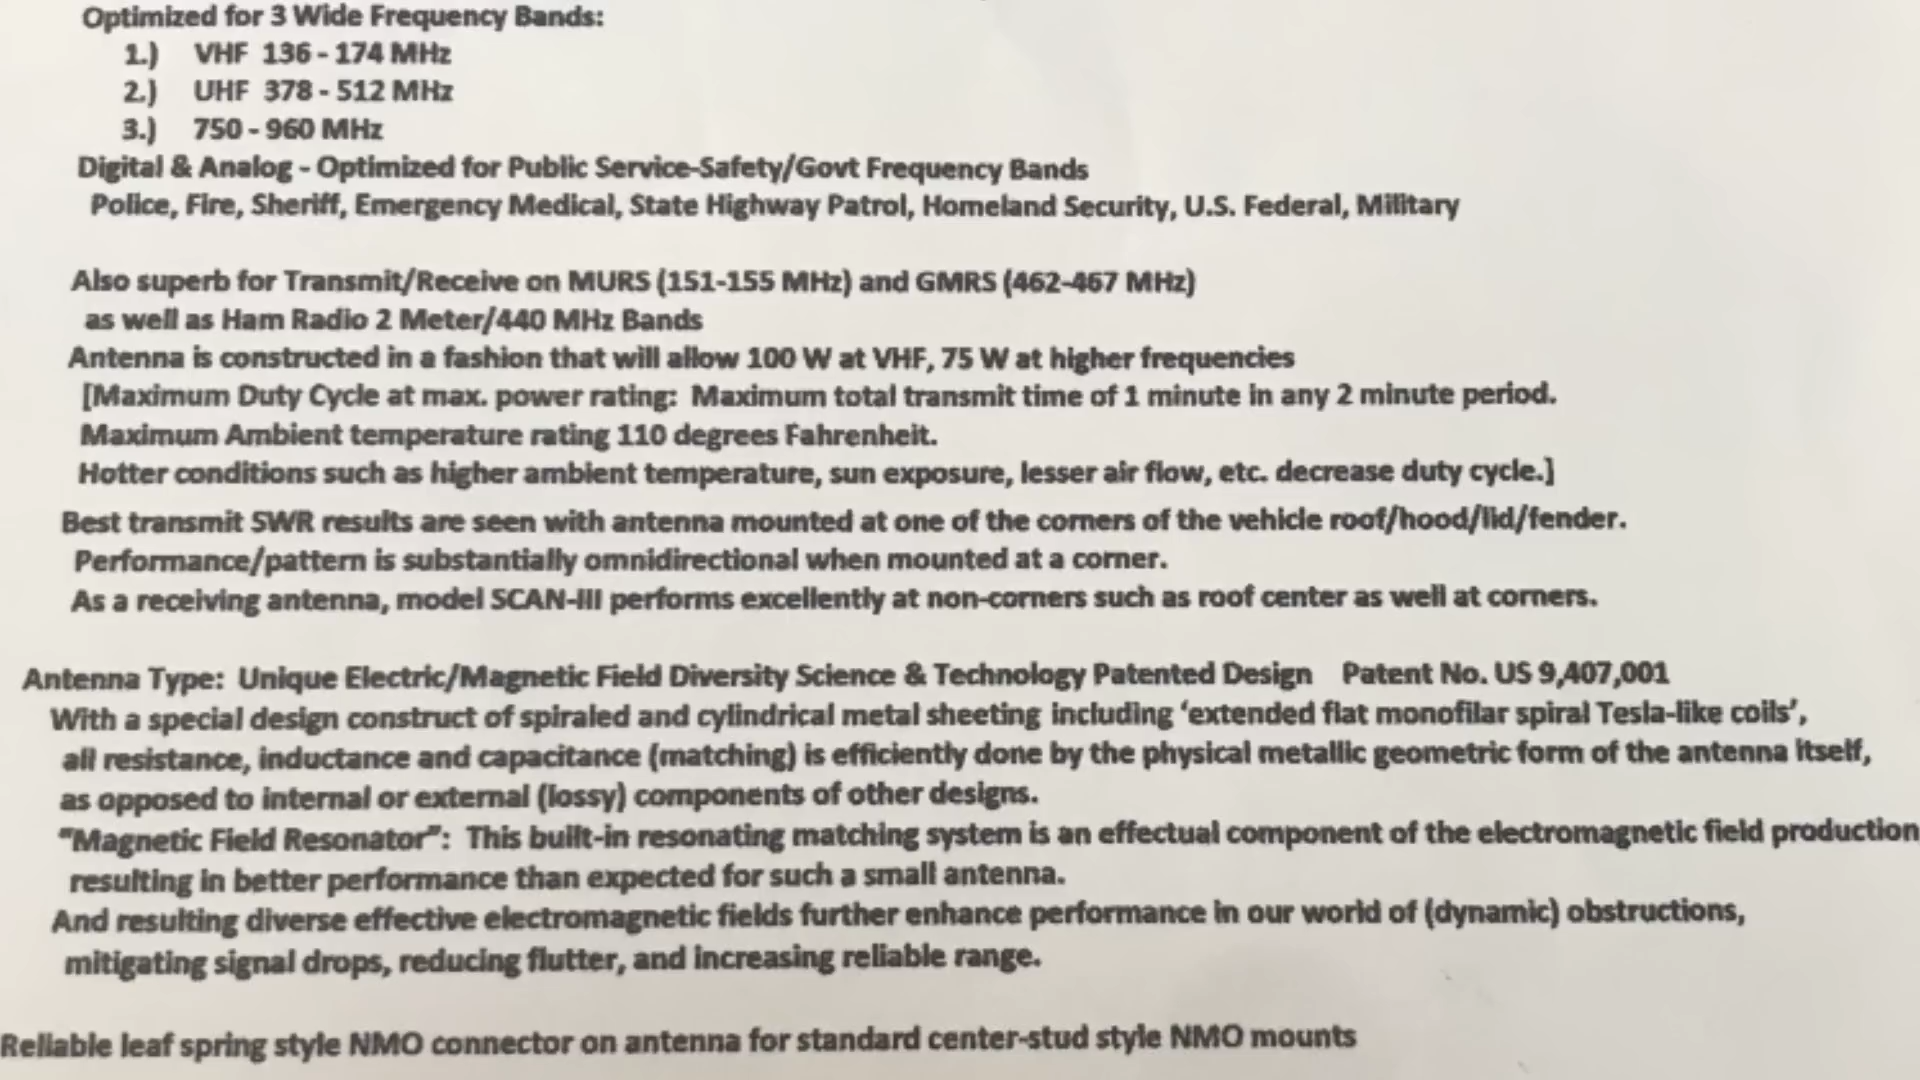 Optimized for 3 Wide Frequency Bands:
1.) VHF 136 - 174 MHz
2.) UHF 378 - 512 MHz
3.) 750 - 960 MHz
Digital & Analog - Optimized for Public Service-Safety/Govt Frequency Bands
Police, Fire, Sheriff, Emergency Medical, State Highway Patrol, Homeland Security, U.S. Federal, Military
Also superb for Transmit/Receive on MURS (151-155 MHz) and GMRS (462-467 MHz)
as well as Ham Radio 2 Meter/440 MHz Bands
Antenna is constructed in a fashion that will allow 100 W at VHF, 75 W at higher frequencies
[Maximum Duty Cycle at max. power rating: Maximum total transmit time of 1 minute in any 2 minute period.
Maximum Ambient temperature rating 110 degrees Fahrenheit.
Hotter conditions such as higher ambient temperature, sun exposure, lesser air flow, etc. decrease duty cycle.]
Best transmit SWR results are seen with antenna mounted at one of the corners of the vehicle roof/hood/lid/fender.
Performance/pattern is substantially omnidirectional when mounted at a corner.
As a receiving antenna, model SCAN-III performs excellently at non-corners such as roof center as well at corners.
Antenna Type: Unique Electric/Magnetic Field Diversity Science & Technology Patented Design Patent No. US 9,407,001
With a special design construct of spiraled and cylindrical metal sheeting including 'extended flat monofilar spiral Tesla-like coils',
all resistance, inductance and capacitance (matching) is efficiently done by the physical metallic geometric form of the antenna itself,
as opposed to internal or external (lossy) components of other designs.
"Magnetic Field Resonator": This built-in resonating matching system is an effectual component of the electromagnetic field production
resulting in better performance than expected for such a small antenna.
And resulting diverse effective electromagnetic fields further enhance performance in our world of (dynamic) obstructions,
mitigating signal drops, reducing flutter, and increasing reliable range.
Reliable leaf spring style NMO connector on antenna for standard center-stud style NMO mounts